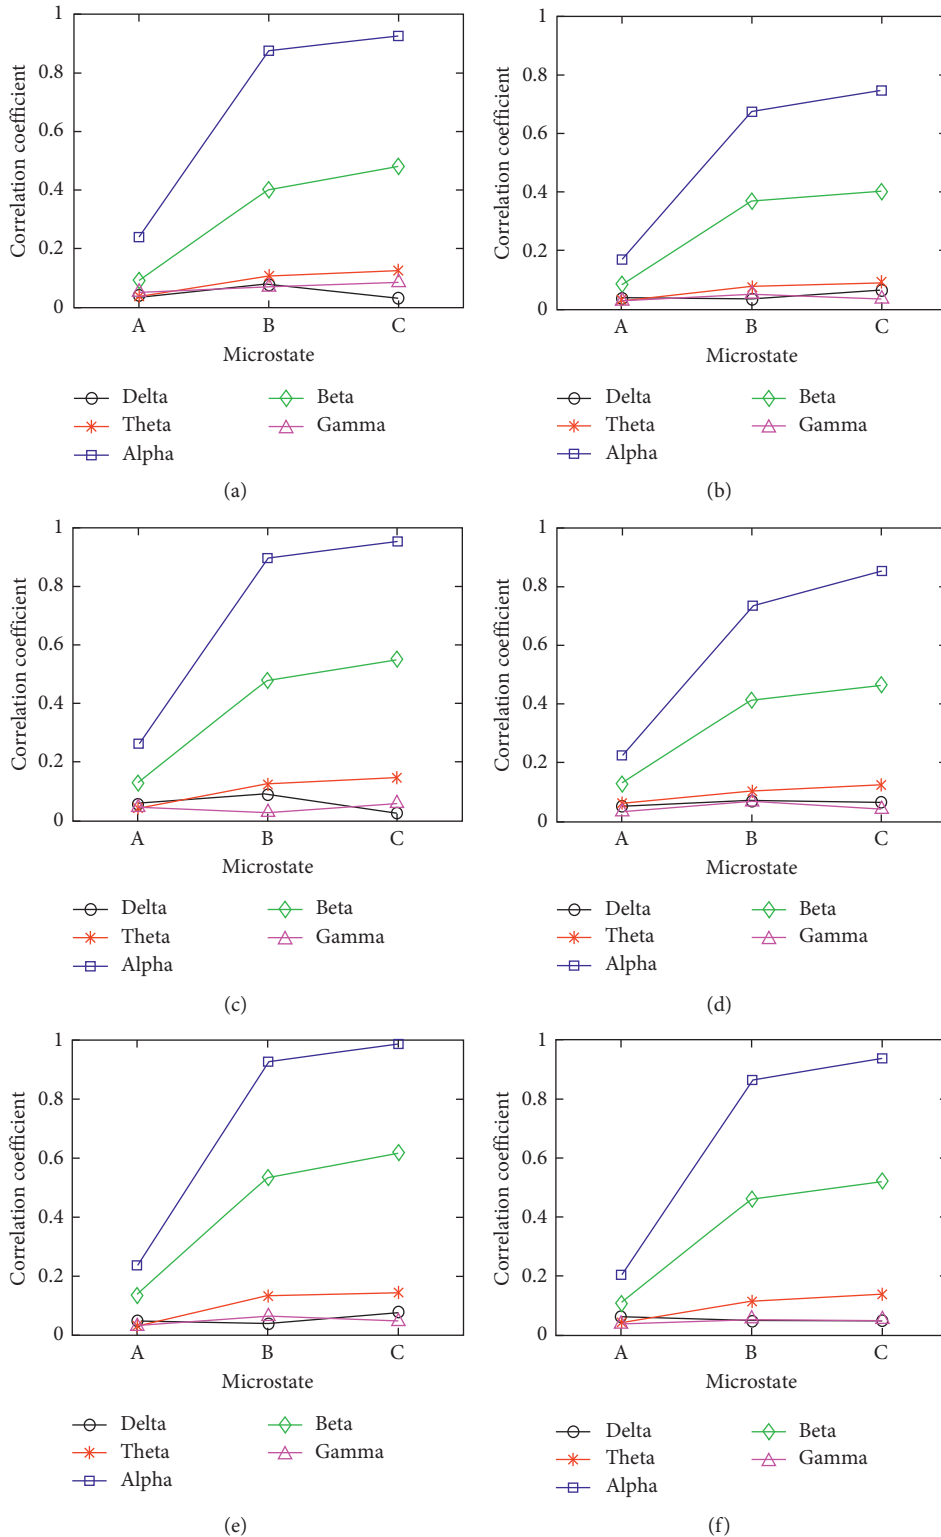 1
0.8
0.6
0.4
0.2
0
Correlation coefficient
A B C
Microstate
Delta
Theta
Alpha
Beta
Gamma
(a)
1
0.8
0.6
0.4
0.2
0
Correlation coefficient
A B C
Microstate
Delta
Theta
Alpha
Beta
Gamma
(b)
1
0.8
0.6
0.4
0.2
0
Correlation coefficient
A B C
Microstate
Delta
Theta
Alpha
Beta
Gamma
(c)
1
0.8
0.6
0.4
0.2
0
Correlation coefficient
A B C
Microstate
Delta
Theta
Alpha
Beta
Gamma
(d)
1
0.8
0.6
0.4
0.2
0
Correlation coefficient
A B C
Microstate
Delta
Theta
Alpha
Beta
Gamma
(e)
1
0.8
0.6
0.4
0.2
0
Correlation coefficient
A B C
Microstate
Delta
Theta
Alpha
Beta
Gamma
(f)